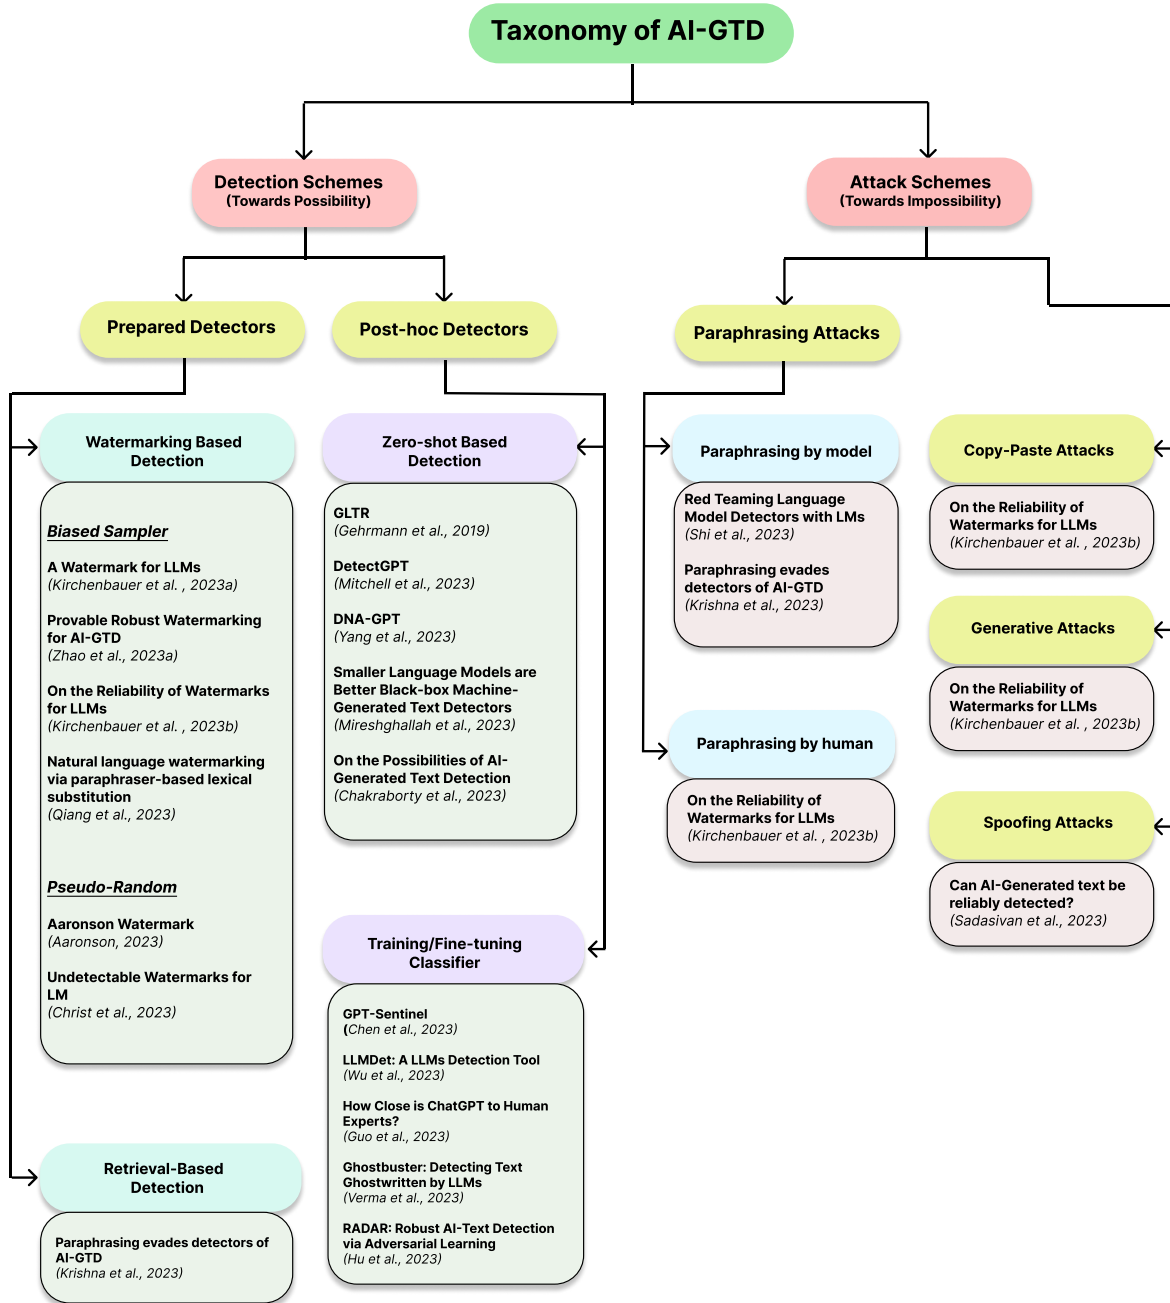 Taxonomy of AI-GTD
Detection Schemes
(Towards Possibility)
Attack Schemes
(Towards Impossibility)
Prepared Detectors
Post-hoc Detectors
Paraphrasing Attacks
Watermarking Based
Detection
Biased Sampler
A Watermark for LLMs
(Kirchenbauer et al. , 2023a)
Provable Robust Watermarking
for AI-GTD
(Zhao et al., 2023a)
On the Reliability of Watermarks
for LLMs
(Kirchenbauer et al. , 2023b)
Natural language watermarking
via paraphraser-based lexical
substitution
(Qiang et al., 2023)
Pseudo-Random
Aaronson Watermark
(Aaronson, 2023)
Undetectable Watermarks for
LM
(Christ et al., 2023)
Retrieval-Based
Detection
Paraphrasing evades detectors of
AI-GTD
(Krishna et al., 2023)
Zero-shot Based
Detection
GLTR
(Gehrmann et al., 2019)
DetectGPT
(Mitchell et al., 2023)
DNA-GPT
(Yang et al., 2023)
Smaller Language Models are
Better Black-box Machine-
Generated Text Detectors
(Mireshghallah et al., 2023)
On the Possibilities of AI-
Generated Text Detection
(Chakraborty et al., 2023)
Training/Fine-tuning
Classifier
GPT-Sentinel
(Chen et al., 2023)
LLMDet: A LLMs Detection Tool
(Wu et al., 2023)
How Close is ChatGPT to Human
Experts?
(Guo et al., 2023)
Ghostbuster: Detecting Text
Ghostwritten by LLMs
(Verma et al., 2023)
RADAR: Robust AI-Text Detection
via Adversarial Learning
(Hu et al., 2023)
Paraphrasing by model
Red Teaming Language
Model Detectors with LMs
(Shi et al., 2023)
Paraphrasing evades
detectors of AI-GTD
(Krishna et al., 2023)
Paraphrasing by human
On the Reliability of
Watermarks for LLMs
(Kirchenbauer et al. , 2023b)
Copy-Paste Attacks
On the Reliability of
Watermarks for LLMs
(Kirchenbauer et al. , 2023b)
Generative Attacks
On the Reliability of
Watermarks for LLMs
(Kirchenbauer et al. , 2023b)
Spoofing Attacks
Can AI-Generated text be
reliably detected?
(Sadasivan et al., 2023)